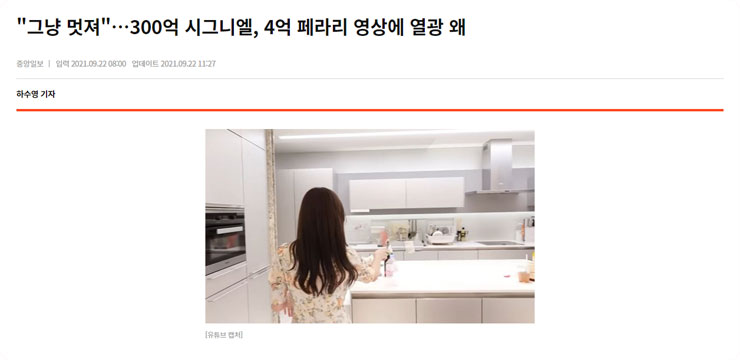 "그냥 멋져"…300억 시그니엘, 4억 페라리 영상에 열광 왜
중앙일보 | 입력 2021.09.22 08:00 업데이트 2021.09.22 11:27
하수영 기자
[유튜브 캡처]